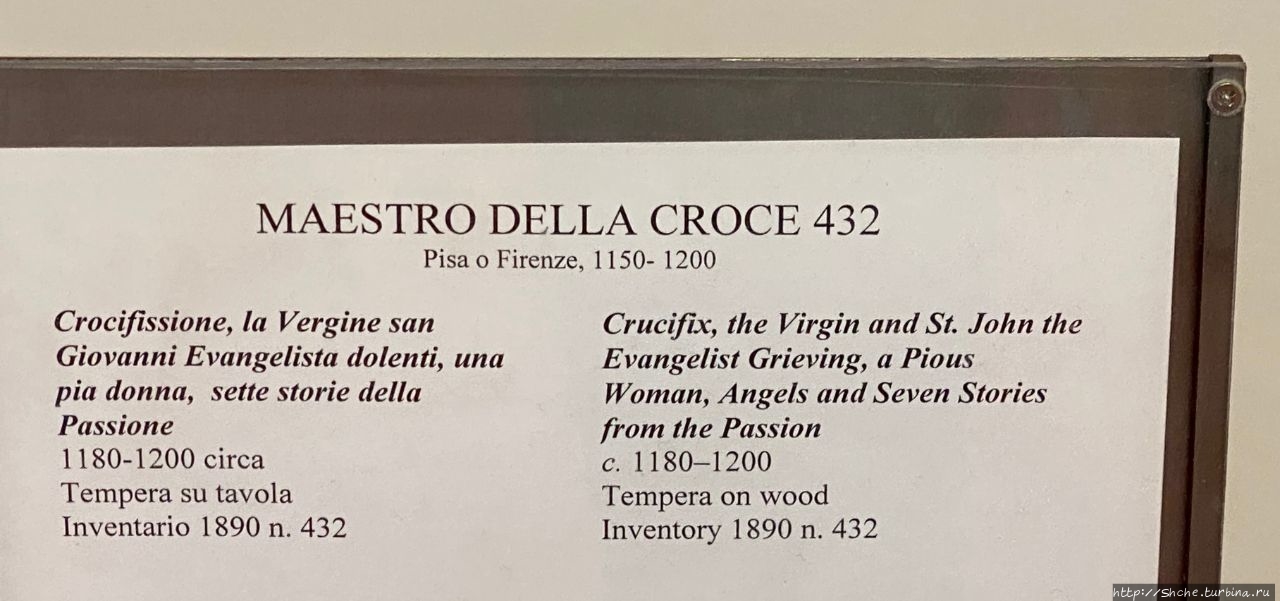 MAESTRO DELLA CROCE 432
Pisa o Firenze, 1150- 1200
Crocifissione, la Vergine san
Giovanni Evangelista dolenti, una
pia donna,  sette storie della
Passione
1180-1200 circa
Tempera su tavola
Inventario 1890 n. 432
Crucifix, the Virgin and St. John the
Evangelist Grieving, a Pious
Woman, Angels and Seven Stories
from the Passion
c. 1180–1200
Tempera on wood
Inventory 1890 n. 432
http://Shche.turbina.ru